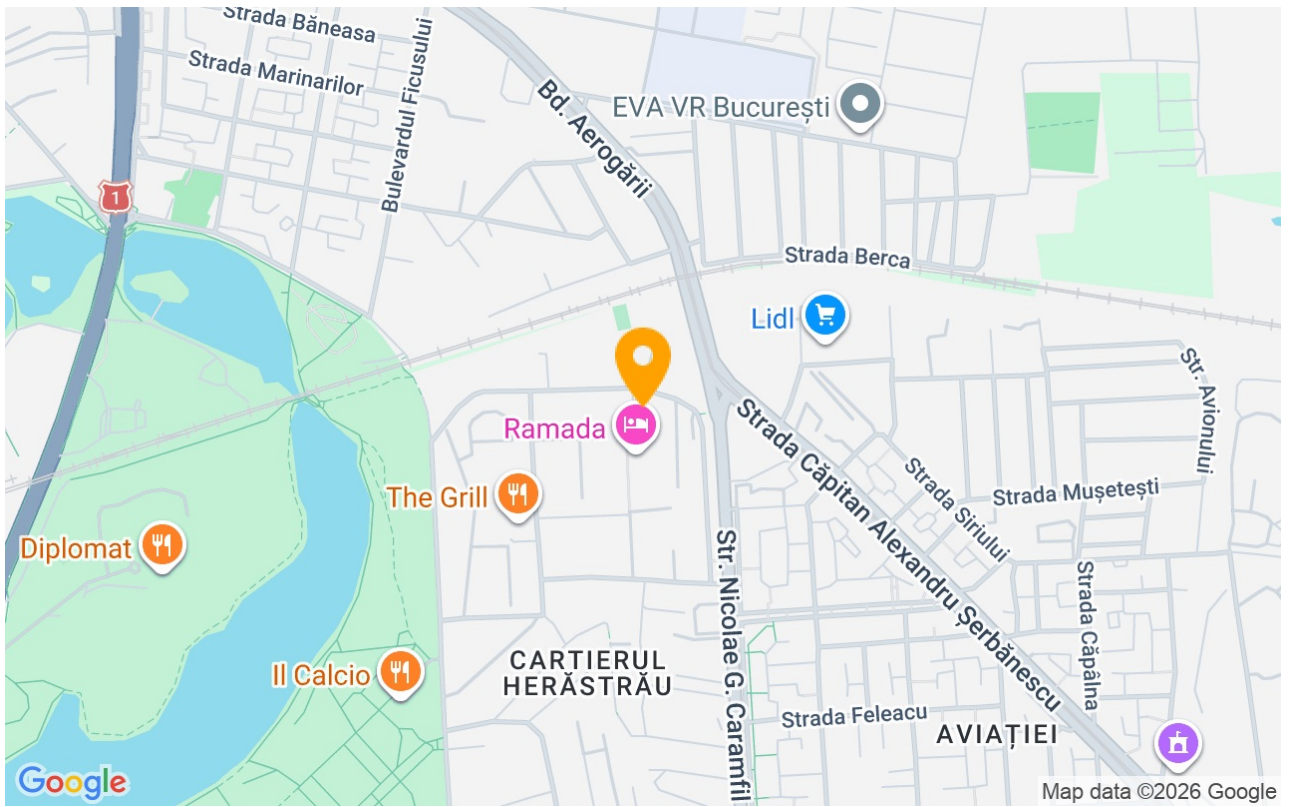 Strada Băneasa
Strada Marinarilor
Bulevardul Ficusului
Bd. Aerogării
EVA VR București
1
Strada Berca
Lidl
Str. Avionului
Ramada
Strada Căpitan Alexandru Șerbănescu
The Grill
Strada Siriului
Strada Mușetești
Diplomat
Str. Nicolae G. Caramfil
Strada Căpâlna
Il Calcio
CARTIERUL
HERĂSTRĂU
Strada Feleacu
AVIAȚIEI
Google
Map data ©2026 Google